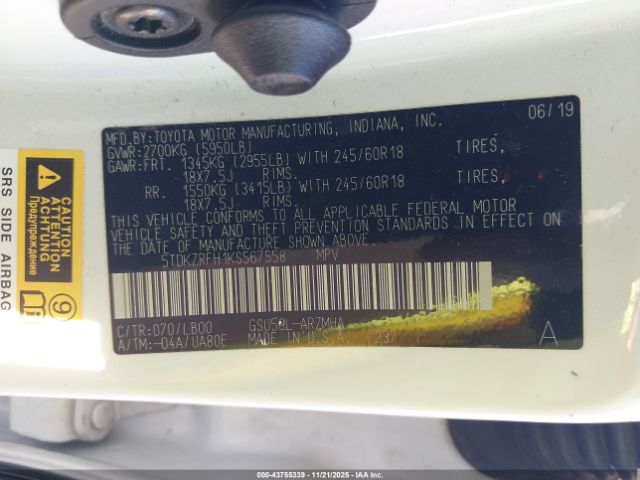 MFD.BY:TOYOTA MOTOR MANUFACTURING, INDIANA, INC. 06/19
GVWR:2700KG (5950LB)
GAWR:FRT. 1345KG (2955LB) WITH 245/60R18 TIRES,
18X7.5J RIMS.
RR. 1550KG (3415LB) WITH 245/60R18 TIRES,
18X7.5J RIMS.
THIS VEHICLE CONFORMS TO ALL APPLICABLE FEDERAL MOTOR
VEHICLE SAFETY AND THEFT PREVENTION STANDARDS IN EFFECT ON
THE DATE OF MANUFACTURE SHOWN ABOVE.
5TDKZRFH1KS567558 MPV
C/TR:070/LB00 GSU50L-ARZMHA
A/TM:-04A/UA80E MADE IN U.S.A. 237 A
SRS SIDE AIRBAG
CAUTION
ATTENTION
ACHTUNG
Предупреждение
-- 000-43755339 - 11/21/2025 - IAAI.COM --